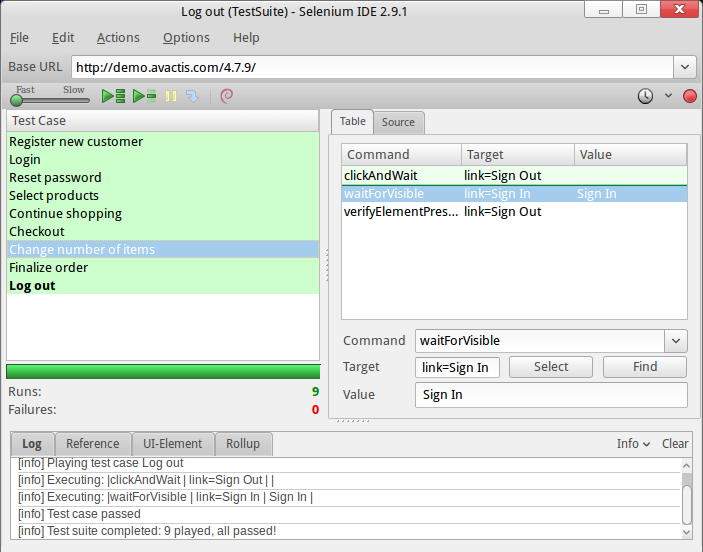 Log out (TestSuite) - Selenium IDE 2.9.1
File Edit Actions Options Help
Base URL http://demo.avactis.com/4.7.9/
Fast Slow
Test Case
Register new customer
Login
Reset password
Select products
Continue shopping
Checkout
Change number of items
Finalize order
Log out
Runs: 9
Failures: 0
Table Source
Command Target Value
clickAndWait link=Sign Out
waitForVisible link=Sign In Sign In
verifyElementPres... link=Sign Out
Command waitForVisible
Target link=Sign In Select Find
Value Sign In
Log Reference UI-Element Rollup Info Clear
[info] Playing test case Log out
[info] Executing: |clickAndWait | link=Sign Out | |
[info] Executing: |waitForVisible | link=Sign In | Sign In |
[info] Test case passed
[info] Test suite completed: 9 played, all passed!